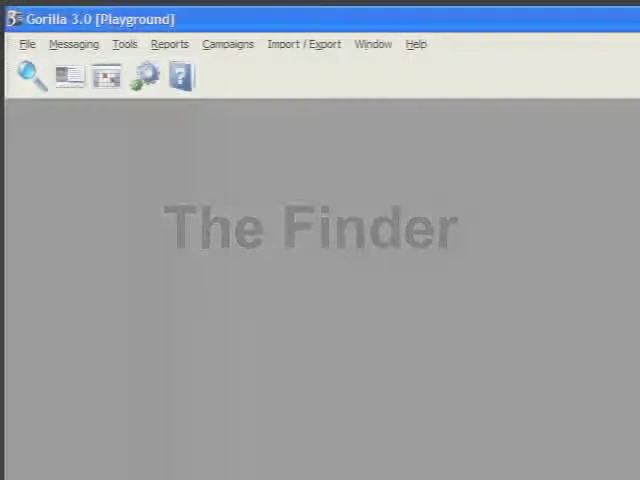 Gorilla 3.0 [Playground]
File Messaging Tools Reports Campaigns Import / Export Window Help
The Finder